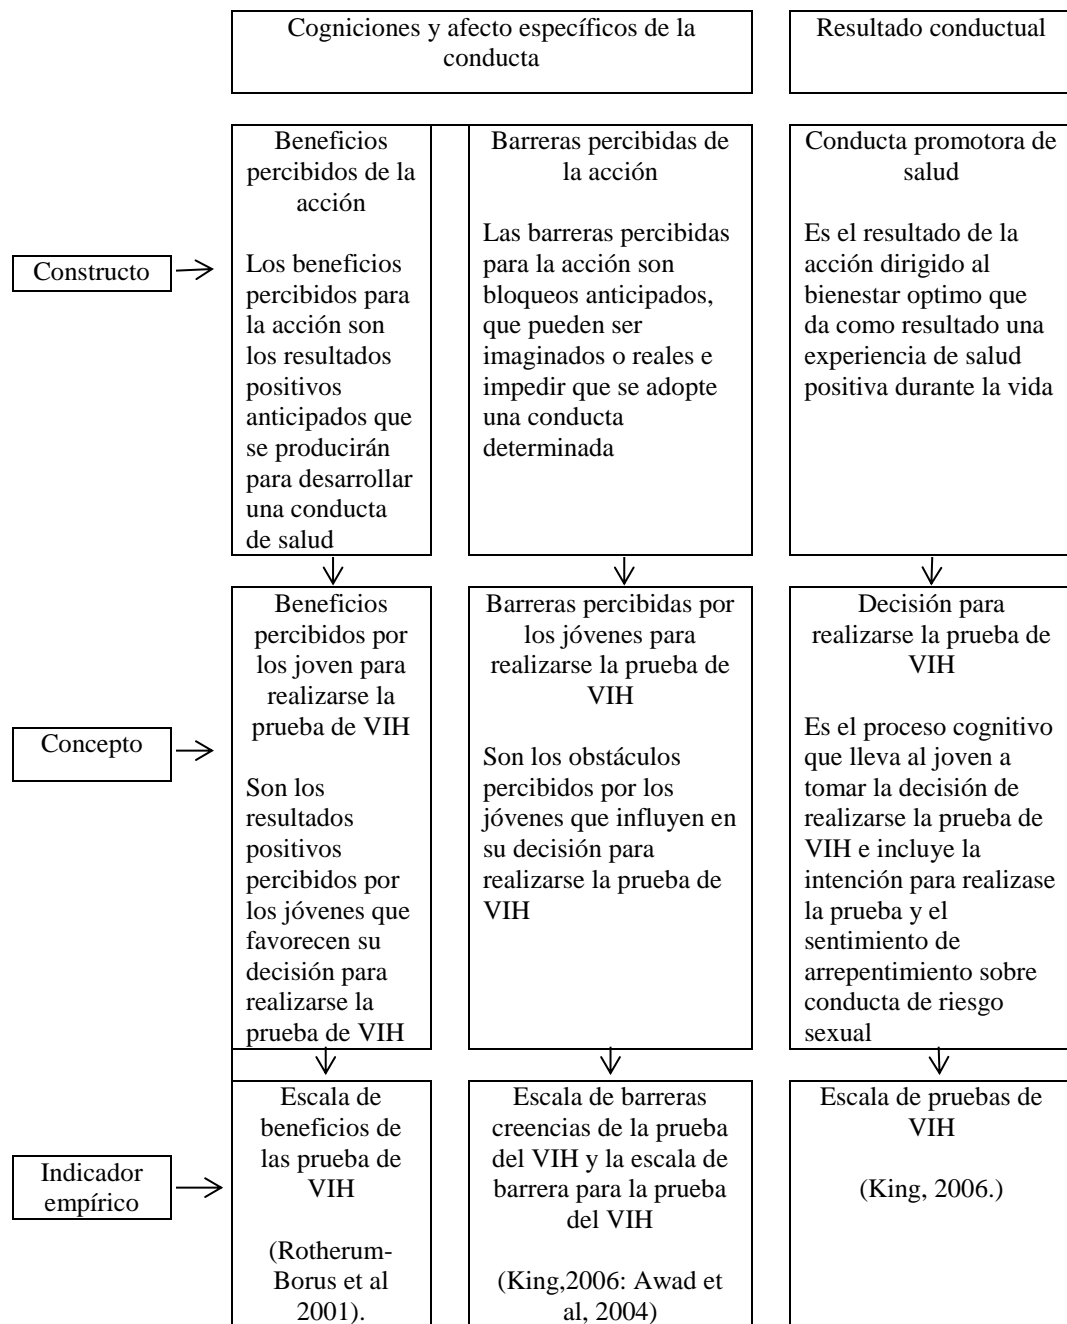 Cogniciones y afecto específicos de la
conducta
Resultado conductual
Constructo
Beneficios
percibidos de la
acción
Los beneficios
percibidos para
la acción son
los resultados
positivos
anticipados que
se producirán
para desarrollar
una conducta
de salud
Barreras percibidas de
la acción
Las barreras percibidas
para la acción son
bloqueos anticipados,
que pueden ser
imaginados o reales e
impedir que se adopte
una conducta
determinada
Conducta promotora de
salud
Es el resultado de la
acción dirigido al
bienestar optimo que
da como resultado una
experiencia de salud
positiva durante la vida
Concepto
Beneficios
percibidos por
los joven para
realizarse la
prueba de VIH
Son los
resultados
positivos
percibidos por
los jóvenes que
favorecen su
decisión para
realizarse la
prueba de VIH
Barreras percibidas por
los jóvenes para
realizarse la prueba de
VIH
Son los obstáculos
percibidos por los
jóvenes que influyen en
su decisión para
realizarse la prueba de
VIH
Decisión para
realizarse la prueba de
VIH
Es el proceso cognitivo
que lleva al joven a
tomar la decisión de
realizarse la prueba de
VIH e incluye la
intención para realizase
la prueba y el
sentimiento de
arrepentimiento sobre
conducta de riesgo
sexual
Indicador
empírico
Escala de
beneficios de
las prueba de
VIH
(Rotherum-
Borus et al
2001).
Escala de barreras
creencias de la prueba
del VIH y la escala de
barrera para la prueba
del VIH
(King,2006: Awad et
al, 2004)
Escala de pruebas de
VIH
(King, 2006.)